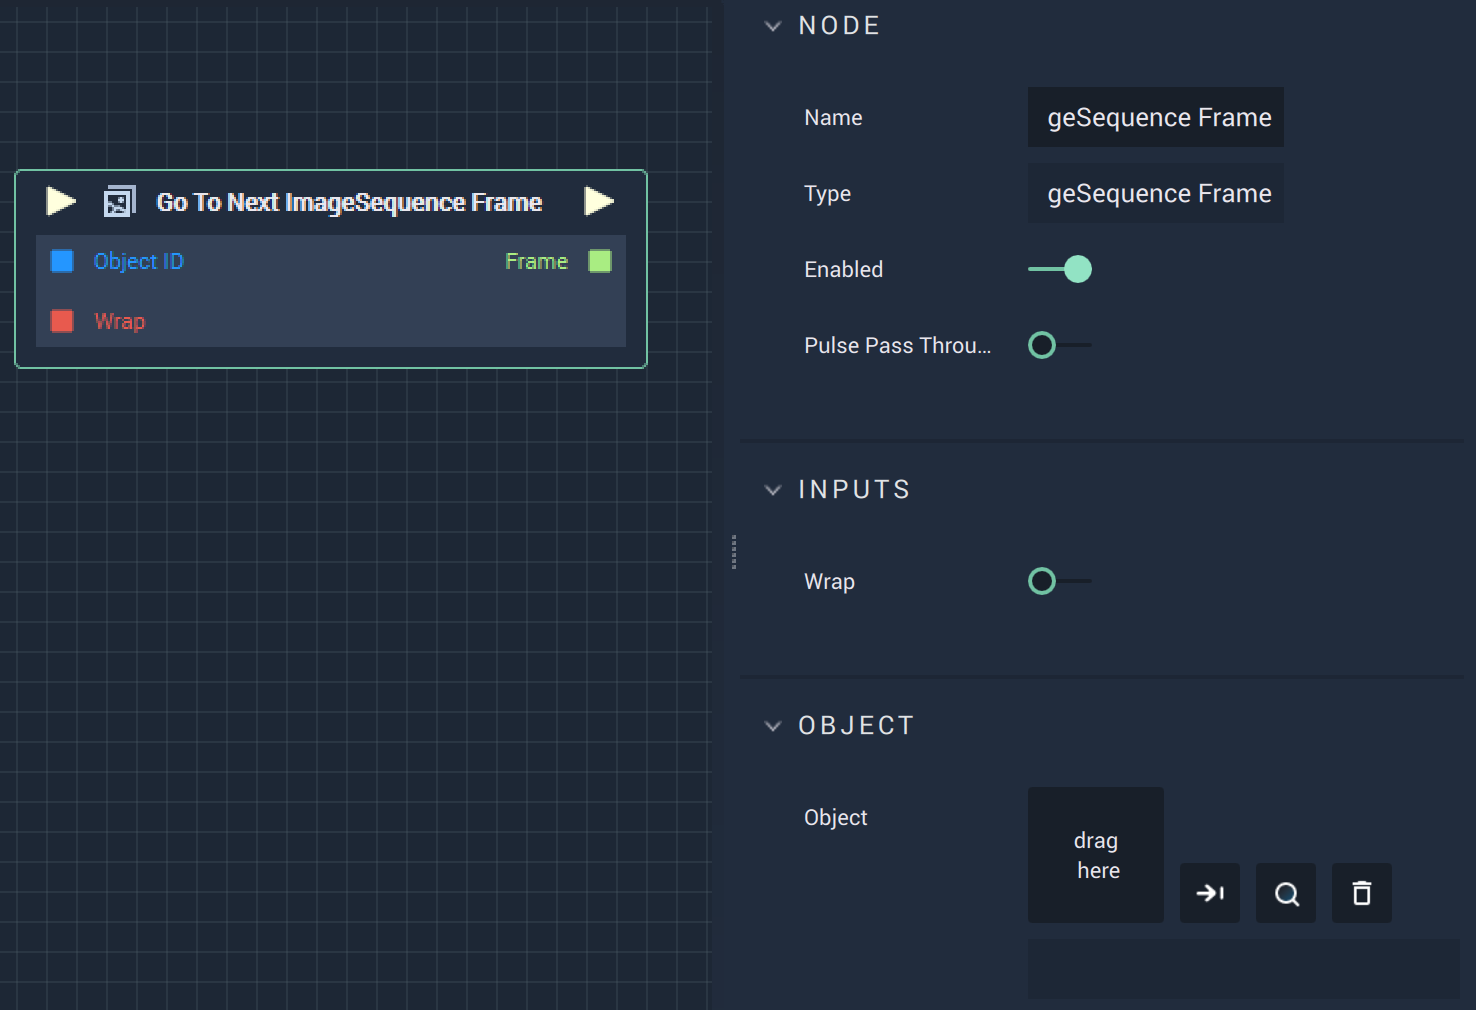 Go To Next ImageSequence Frame
Object ID
Frame
Wrap
NODE
Name
geSequence Frame
Type
geSequence Frame
Enabled
Pulse Pass Throu...
INPUTS
Wrap
OBJECT
Object
drag
here